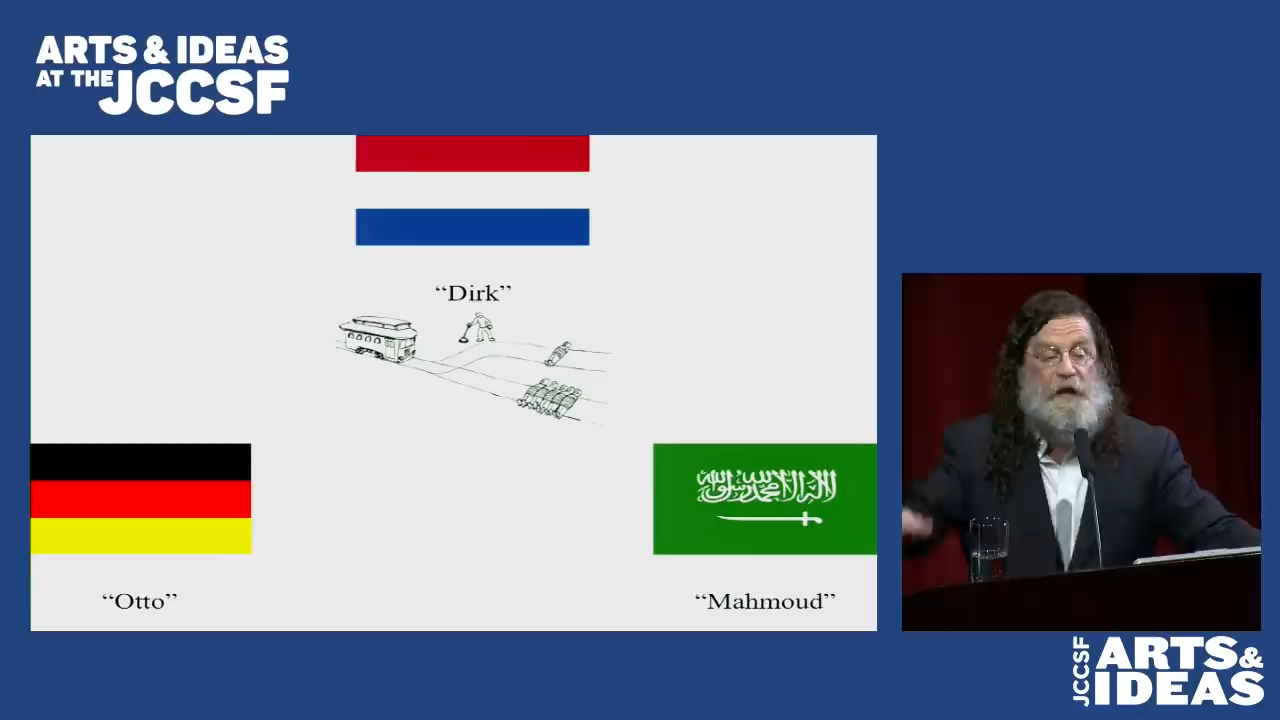 ARTS & IDEAS
AT THE JCCSF
“Dirk”
لا إله إلا الله محمد رسول الله
“Otto”
“Mahmoud”
JCCSF ARTS &
IDEAS